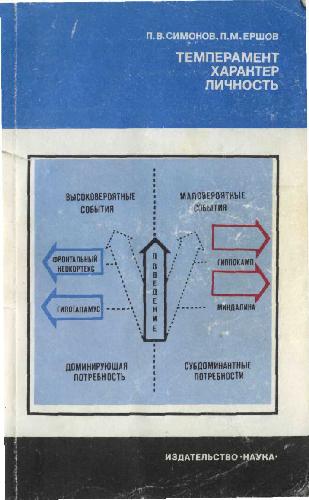 П.В.СИМОНОВ, П.М.ЕРШОВ
ТЕМПЕРАМЕНТ
ХАРАКТЕР
ЛИЧНОСТЬ
ВЫСОКОВЕРОЯТНЫЕ
СОБЫТИЯ
МАЛОВЕРОЯТНЫЕ
СОБЫТИЯ
ФРОНТАЛЬНЫЙ
НЕОКОРТЕКС
ПОВЕДЕНИЕ
ГИППОКАМП
ГИПОТАЛАМУС
МИНДАЛИНА
ДОМИНИРУЮЩАЯ
ПОТРЕБНОСТЬ
СУБДОМИНАНТНЫЕ
ПОТРЕБНОСТИ
ИЗДАТЕЛЬСТВО «НАУКА»